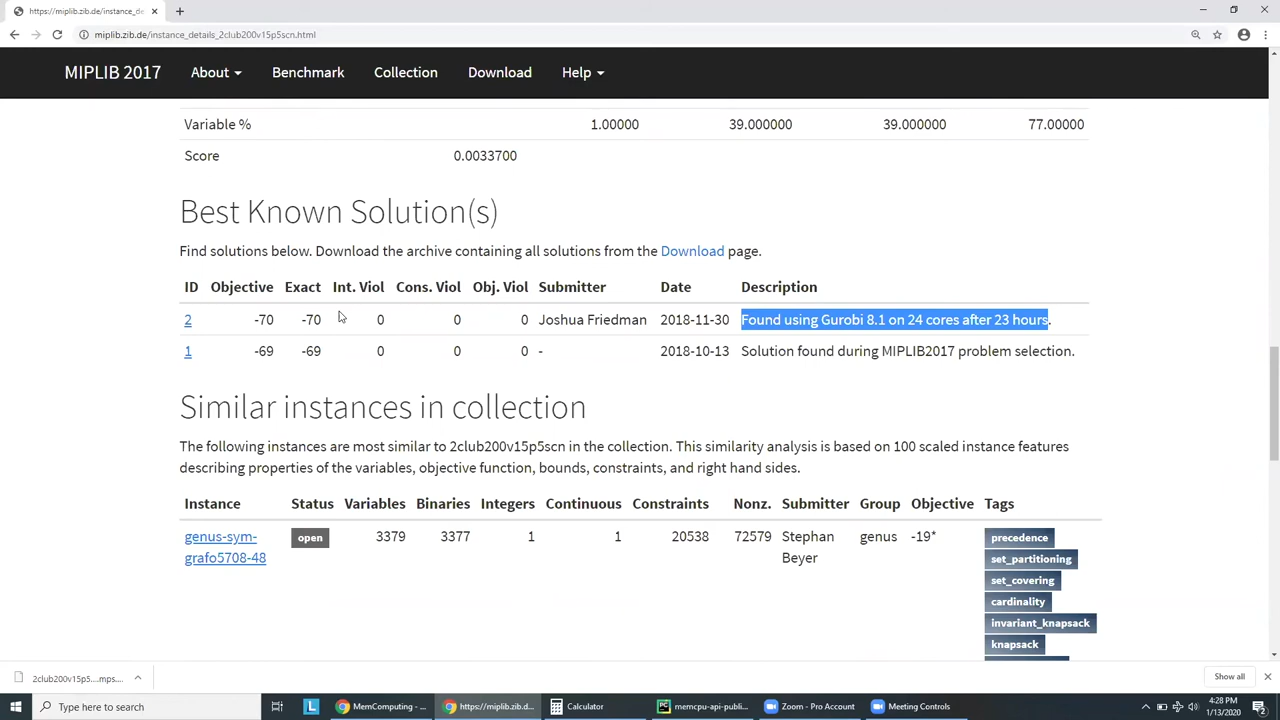 https://miplib.zib.de/instance_de
miplib.zib.de/instance_details_2club200v15p5scn.html
MIPLIB 2017 About Benchmark Collection Download Help
Variable % 1.00000 39.000000 39.000000 77.00000
Score 0.0033700
Best Known Solution(s)
Find solutions below. Download the archive containing all solutions from the Download page.
ID Objective Exact Int. Viol Cons. Viol Obj. Viol Submitter Date Description
2 -70 -70 0 0 0 Joshua Friedman 2018-11-30 Found using Gurobi 8.1 on 24 cores after 23 hours.
1 -69 -69 0 0 0 - 2018-10-13 Solution found during MIPLIB2017 problem selection.
Similar instances in collection
The following instances are most similar to 2club200v15p5scn in the collection. This similarity analysis is based on 100 scaled instance features
describing properties of the variables, objective function, bounds, constraints, and right hand sides.
Instance Status Variables Binaries Integers Continuous Constraints Nonz. Submitter Group Objective Tags
genus-sym- open 3379 3377 1 1 20538 72579 Stephan genus -19* precedence
grafo5708-48 Beyer set_partitioning
set_covering
cardinality
invariant_knapsack
knapsack
2club200v15p5....mps.... Show all
Type here to search MemComputing - ... https://miplib.zib.d... Calculator memcpu-api-publi... Zoom - Pro Account Meeting Controls 4:28 PM
1/13/2020 2